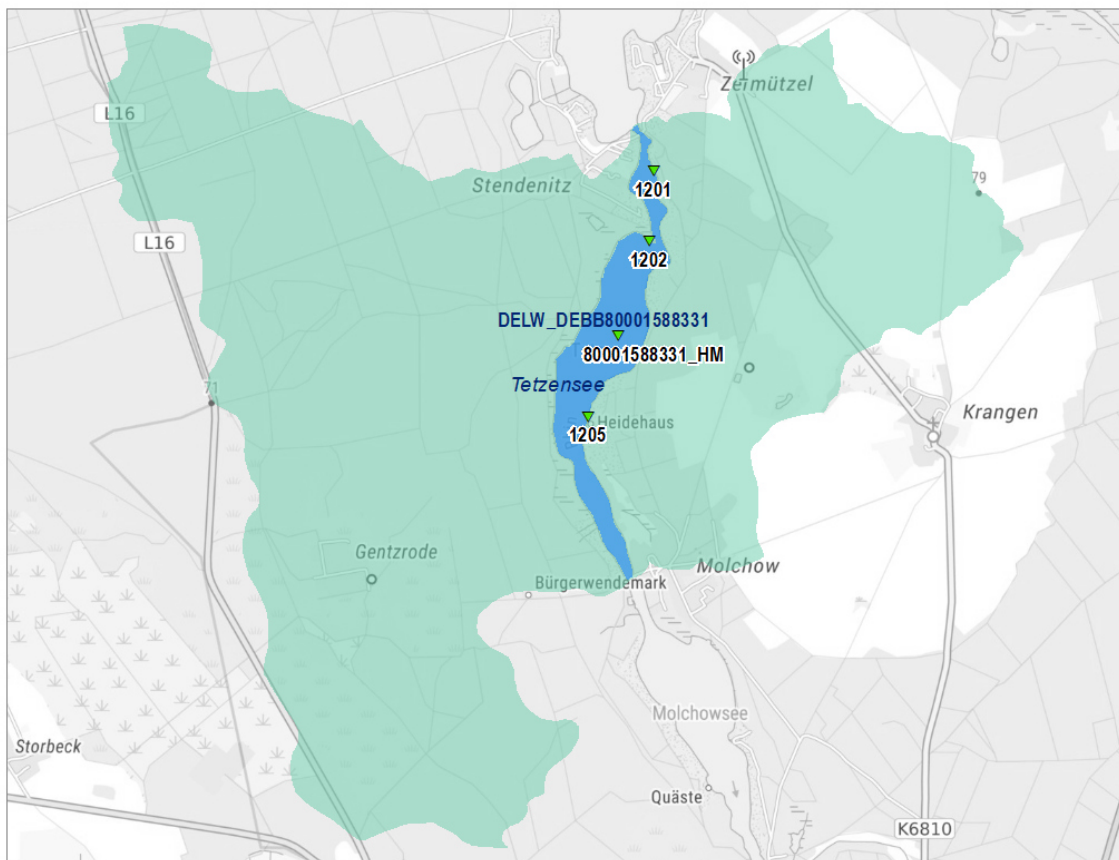 Zermützel
L16
Stendenitz
1201
79
L16
1202
DELW_DEBB80001588331
80001588331_HM
71
Tetzensee
Krangen
Heidehaus
1205
Gentzrode
Molchow
Bürgerwendemark
Molchowsee
Storbeck
Quäste
K6810